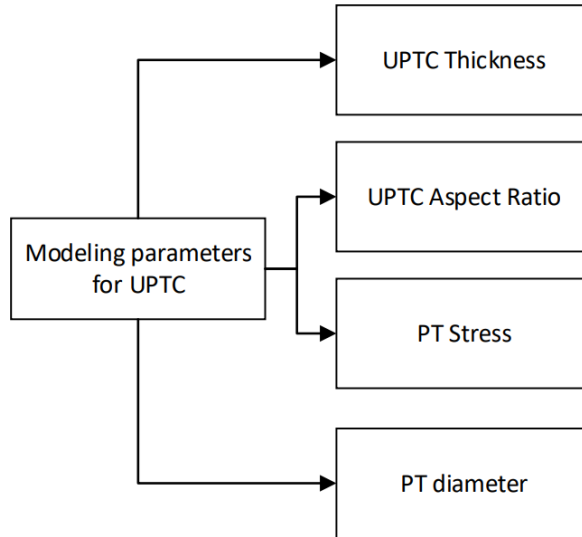 UPTC Thickness
UPTC Aspect Ratio
Modeling parameters
for UPTC
PT Stress
PT diameter